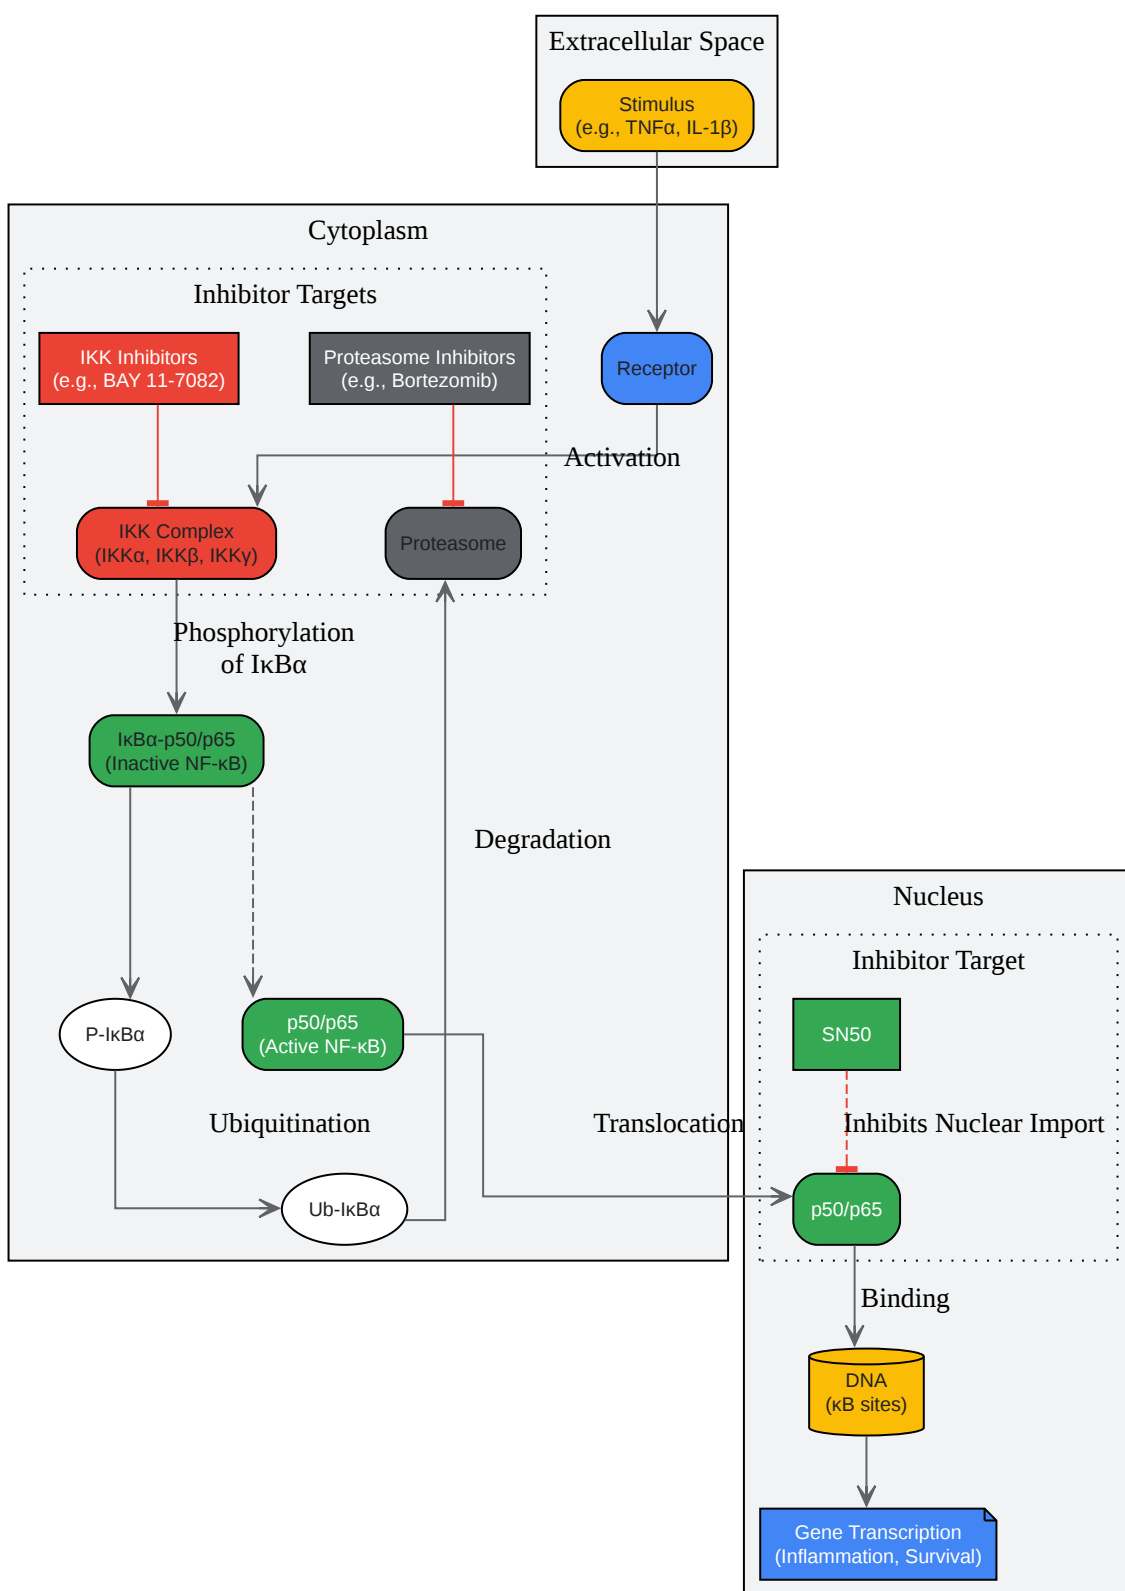 Extracellular Space
Stimulus
(e.g., TNFα, IL-1β)
Cytoplasm
Inhibitor Targets
IKK Inhibitors
(e.g., BAY 11-7082)
Proteasome Inhibitors
(e.g., Bortezomib)
Receptor
Activation
IKK Complex
(IKKα, IKKβ, IKKγ)
Proteasome
Phosphorylation
of IκBα
IκBα-p50/p65
(Inactive NF-κB)
Degradation
P-IκBα
p50/p65
(Active NF-κB)
Ubiquitination
Ub-IκBα
Translocation
Nucleus
Inhibitor Target
SN50
Inhibits Nuclear Import
p50/p65
Binding
DNA
(κB sites)
Gene Transcription
(Inflammation, Survival)